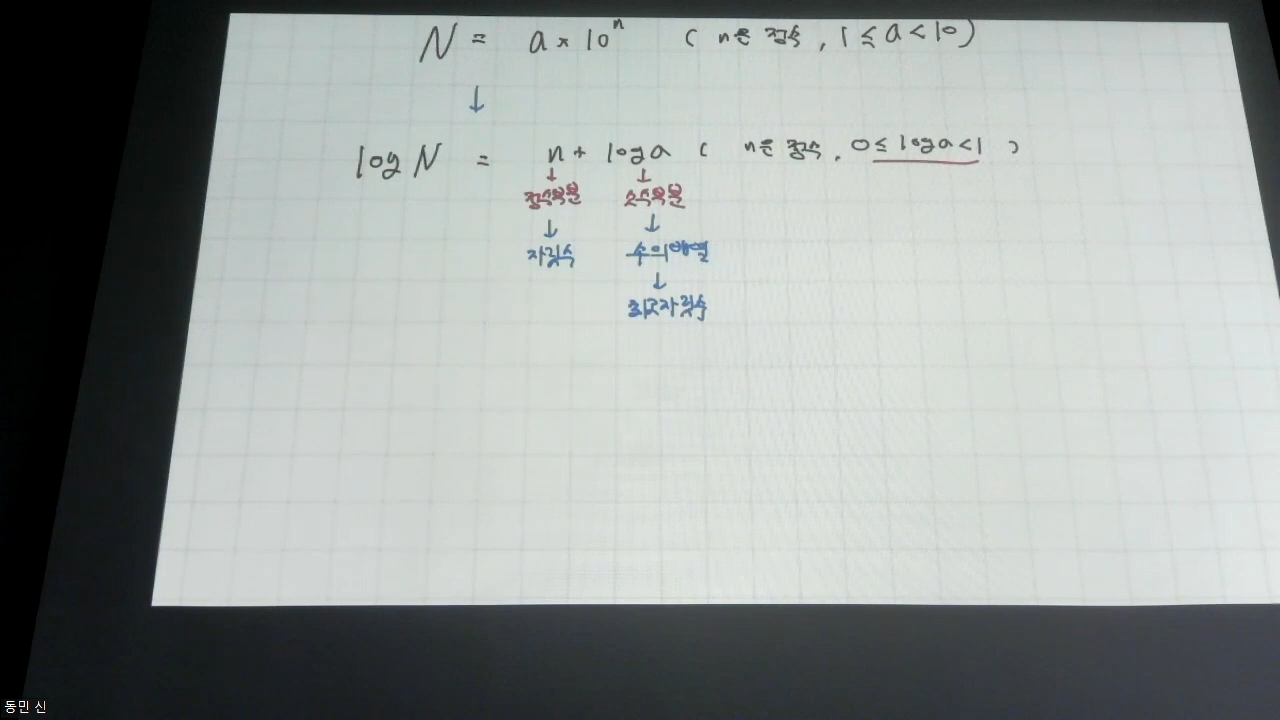 N = a × 10ⁿ ( n은 정수, 1 ≤ a < 10)
↓
log N = n + log a ( n은 정수, 0 ≤ log a < 1 )
↓ ↓
정수부분 소수부분
↓ ↓
자릿수 수의배열
↓
최고자릿수
동민 신